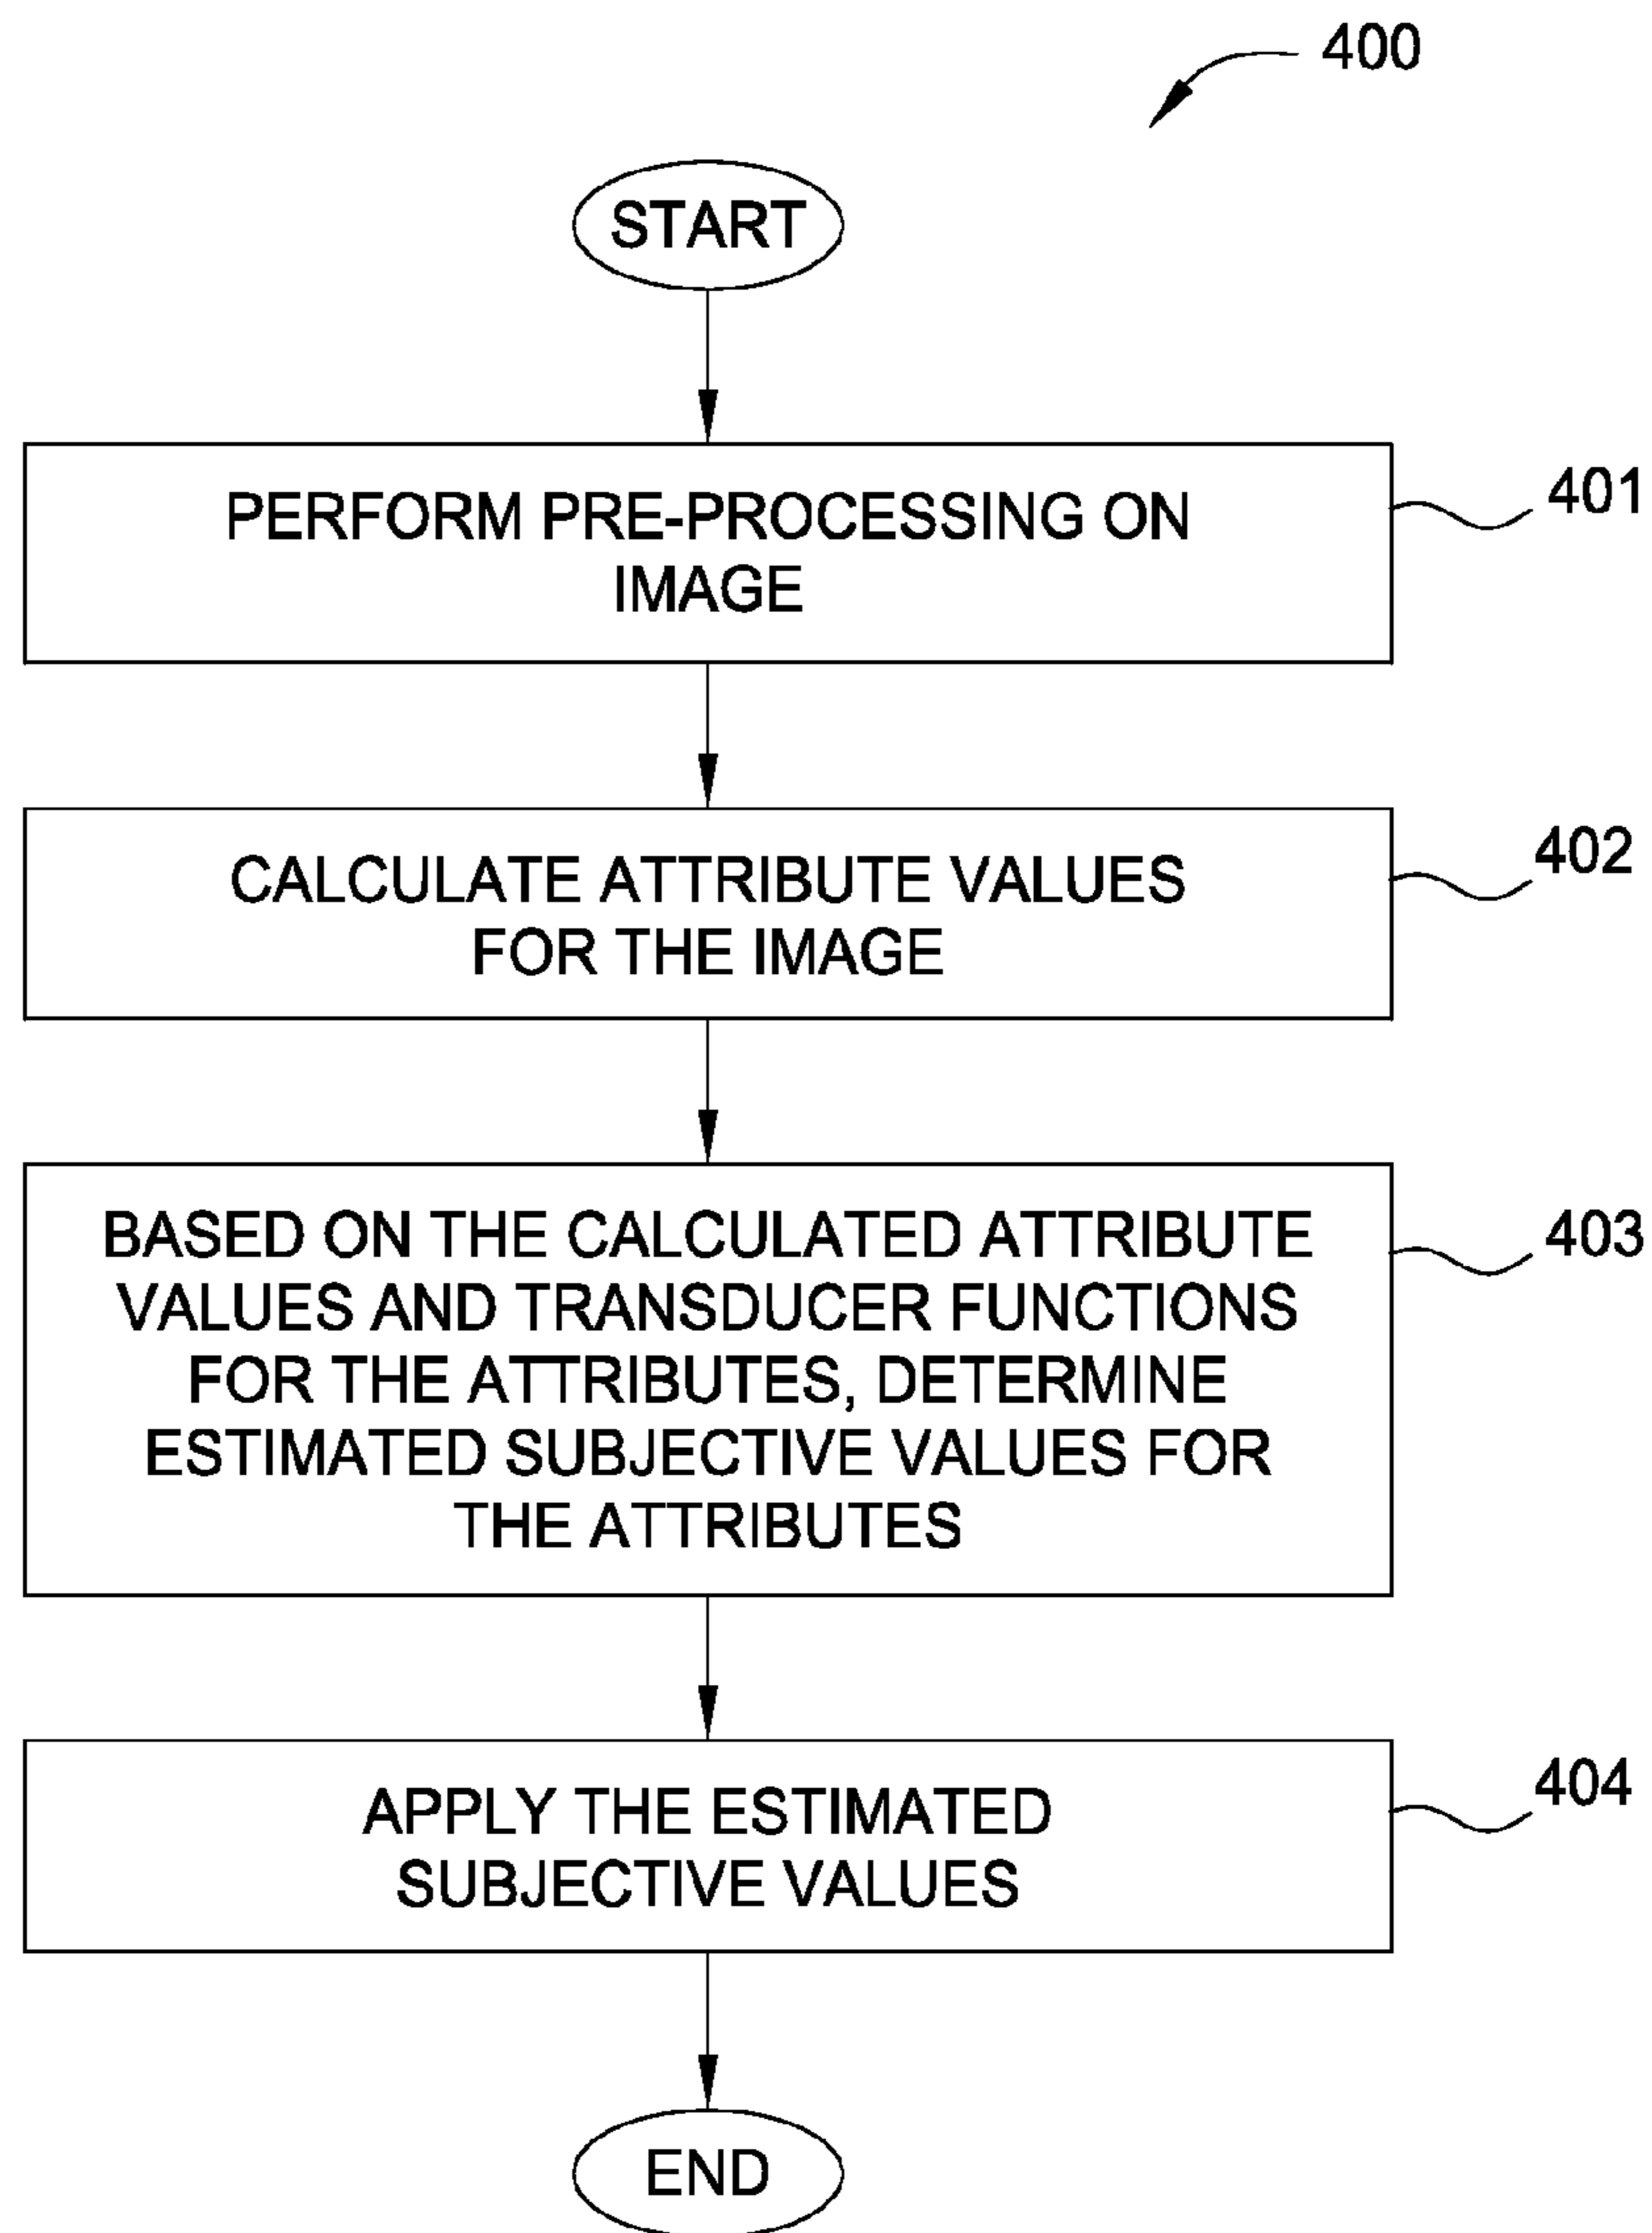 400
START
PERFORM PRE-PROCESSING ON
IMAGE
401
CALCULATE ATTRIBUTE VALUES
FOR THE IMAGE
402
BASED ON THE CALCULATED ATTRIBUTE
VALUES AND TRANSDUCER FUNCTIONS
FOR THE ATTRIBUTES, DETERMINE
ESTIMATED SUBJECTIVE VALUES FOR
THE ATTRIBUTES
403
APPLY THE ESTIMATED
SUBJECTIVE VALUES
404
END